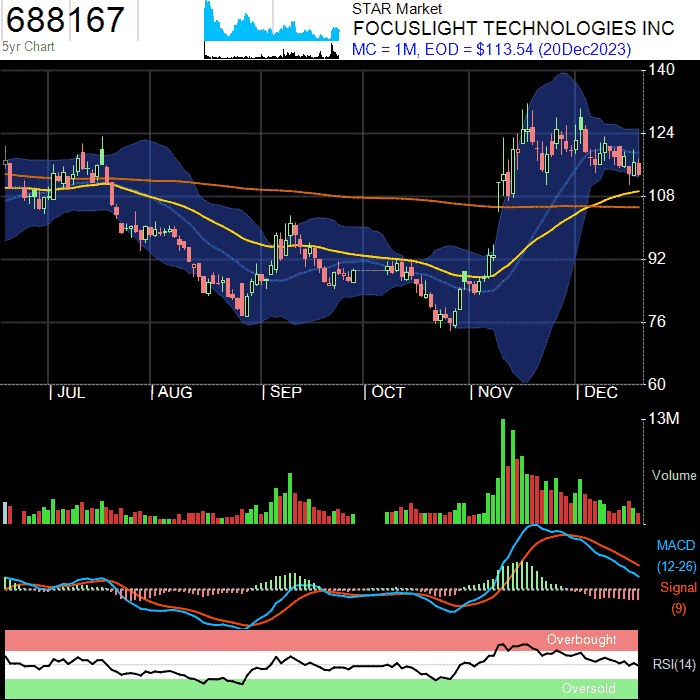 688167
5yr Chart
STAR Market
FOCUSLIGHT TECHNOLOGIES INC
MC = 1M, EOD = $113.54 (20Dec2023)
140
124
108
92
76
60
| JUL | AUG | SEP | OCT | NOV | DEC
13M
Volume
MACD
(12-26)
Signal
(9)
Overbought
RSI(14)
Oversold